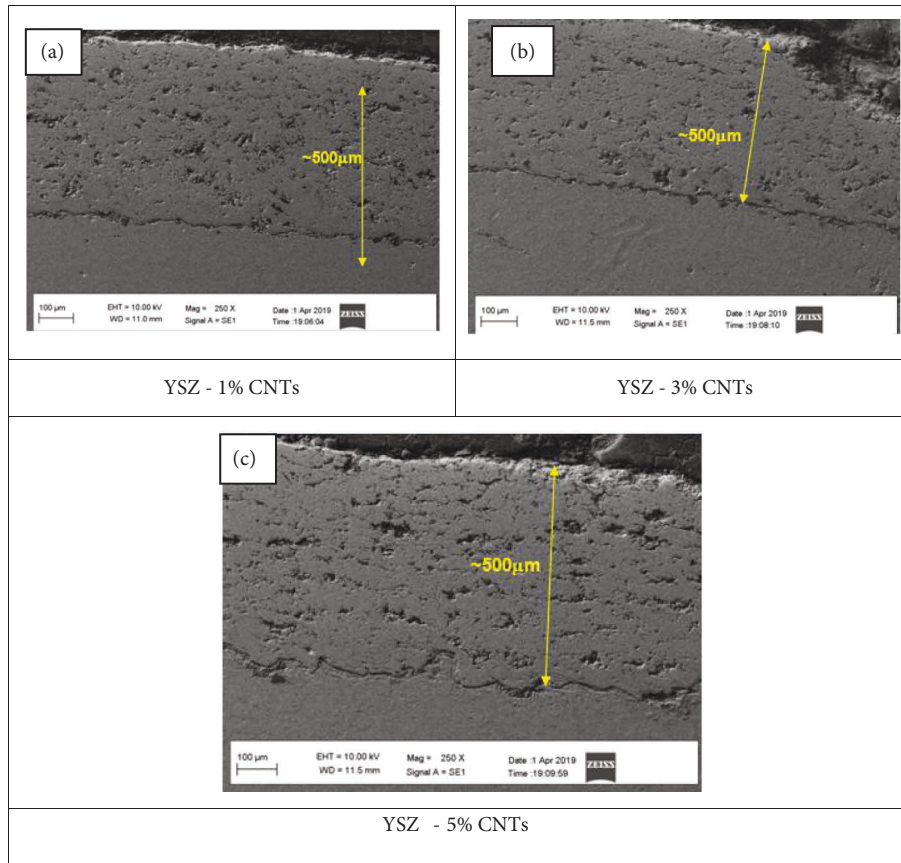 (a)
~500µm
100 µm
EHT = 10.00 kV
WD = 11.0 mm
Mag = 250 X
Signal A = SE1
Date :1 Apr 2019
Time :19:06:04
ZEISS
(b)
~500µm
100 µm
EHT = 10.00 kV
WD = 11.5 mm
Mag = 250 X
Signal A = SE1
Date :1 Apr 2019
Time :19:08:10
ZEISS
YSZ - 1% CNTs
YSZ - 3% CNTs
(c)
~500µm
100 µm
EHT = 10.00 kV
WD = 11.5 mm
Mag = 250 X
Signal A = SE1
Date :1 Apr 2019
Time :19:09:59
ZEISS
YSZ - 5% CNTs